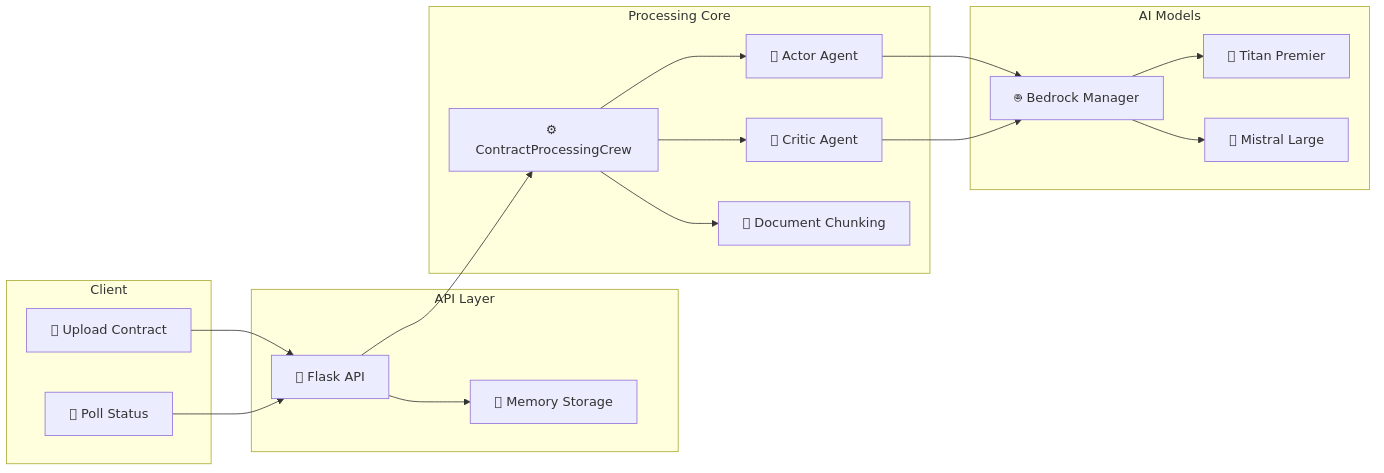 Processing Core
AI Models
Actor Agent
Titan Premier
Bedrock Manager
⚙
ContractProcessingCrew
Critic Agent
Mistral Large
Document Chunking
Client
API Layer
Upload Contract
Flask API
Memory Storage
Poll Status